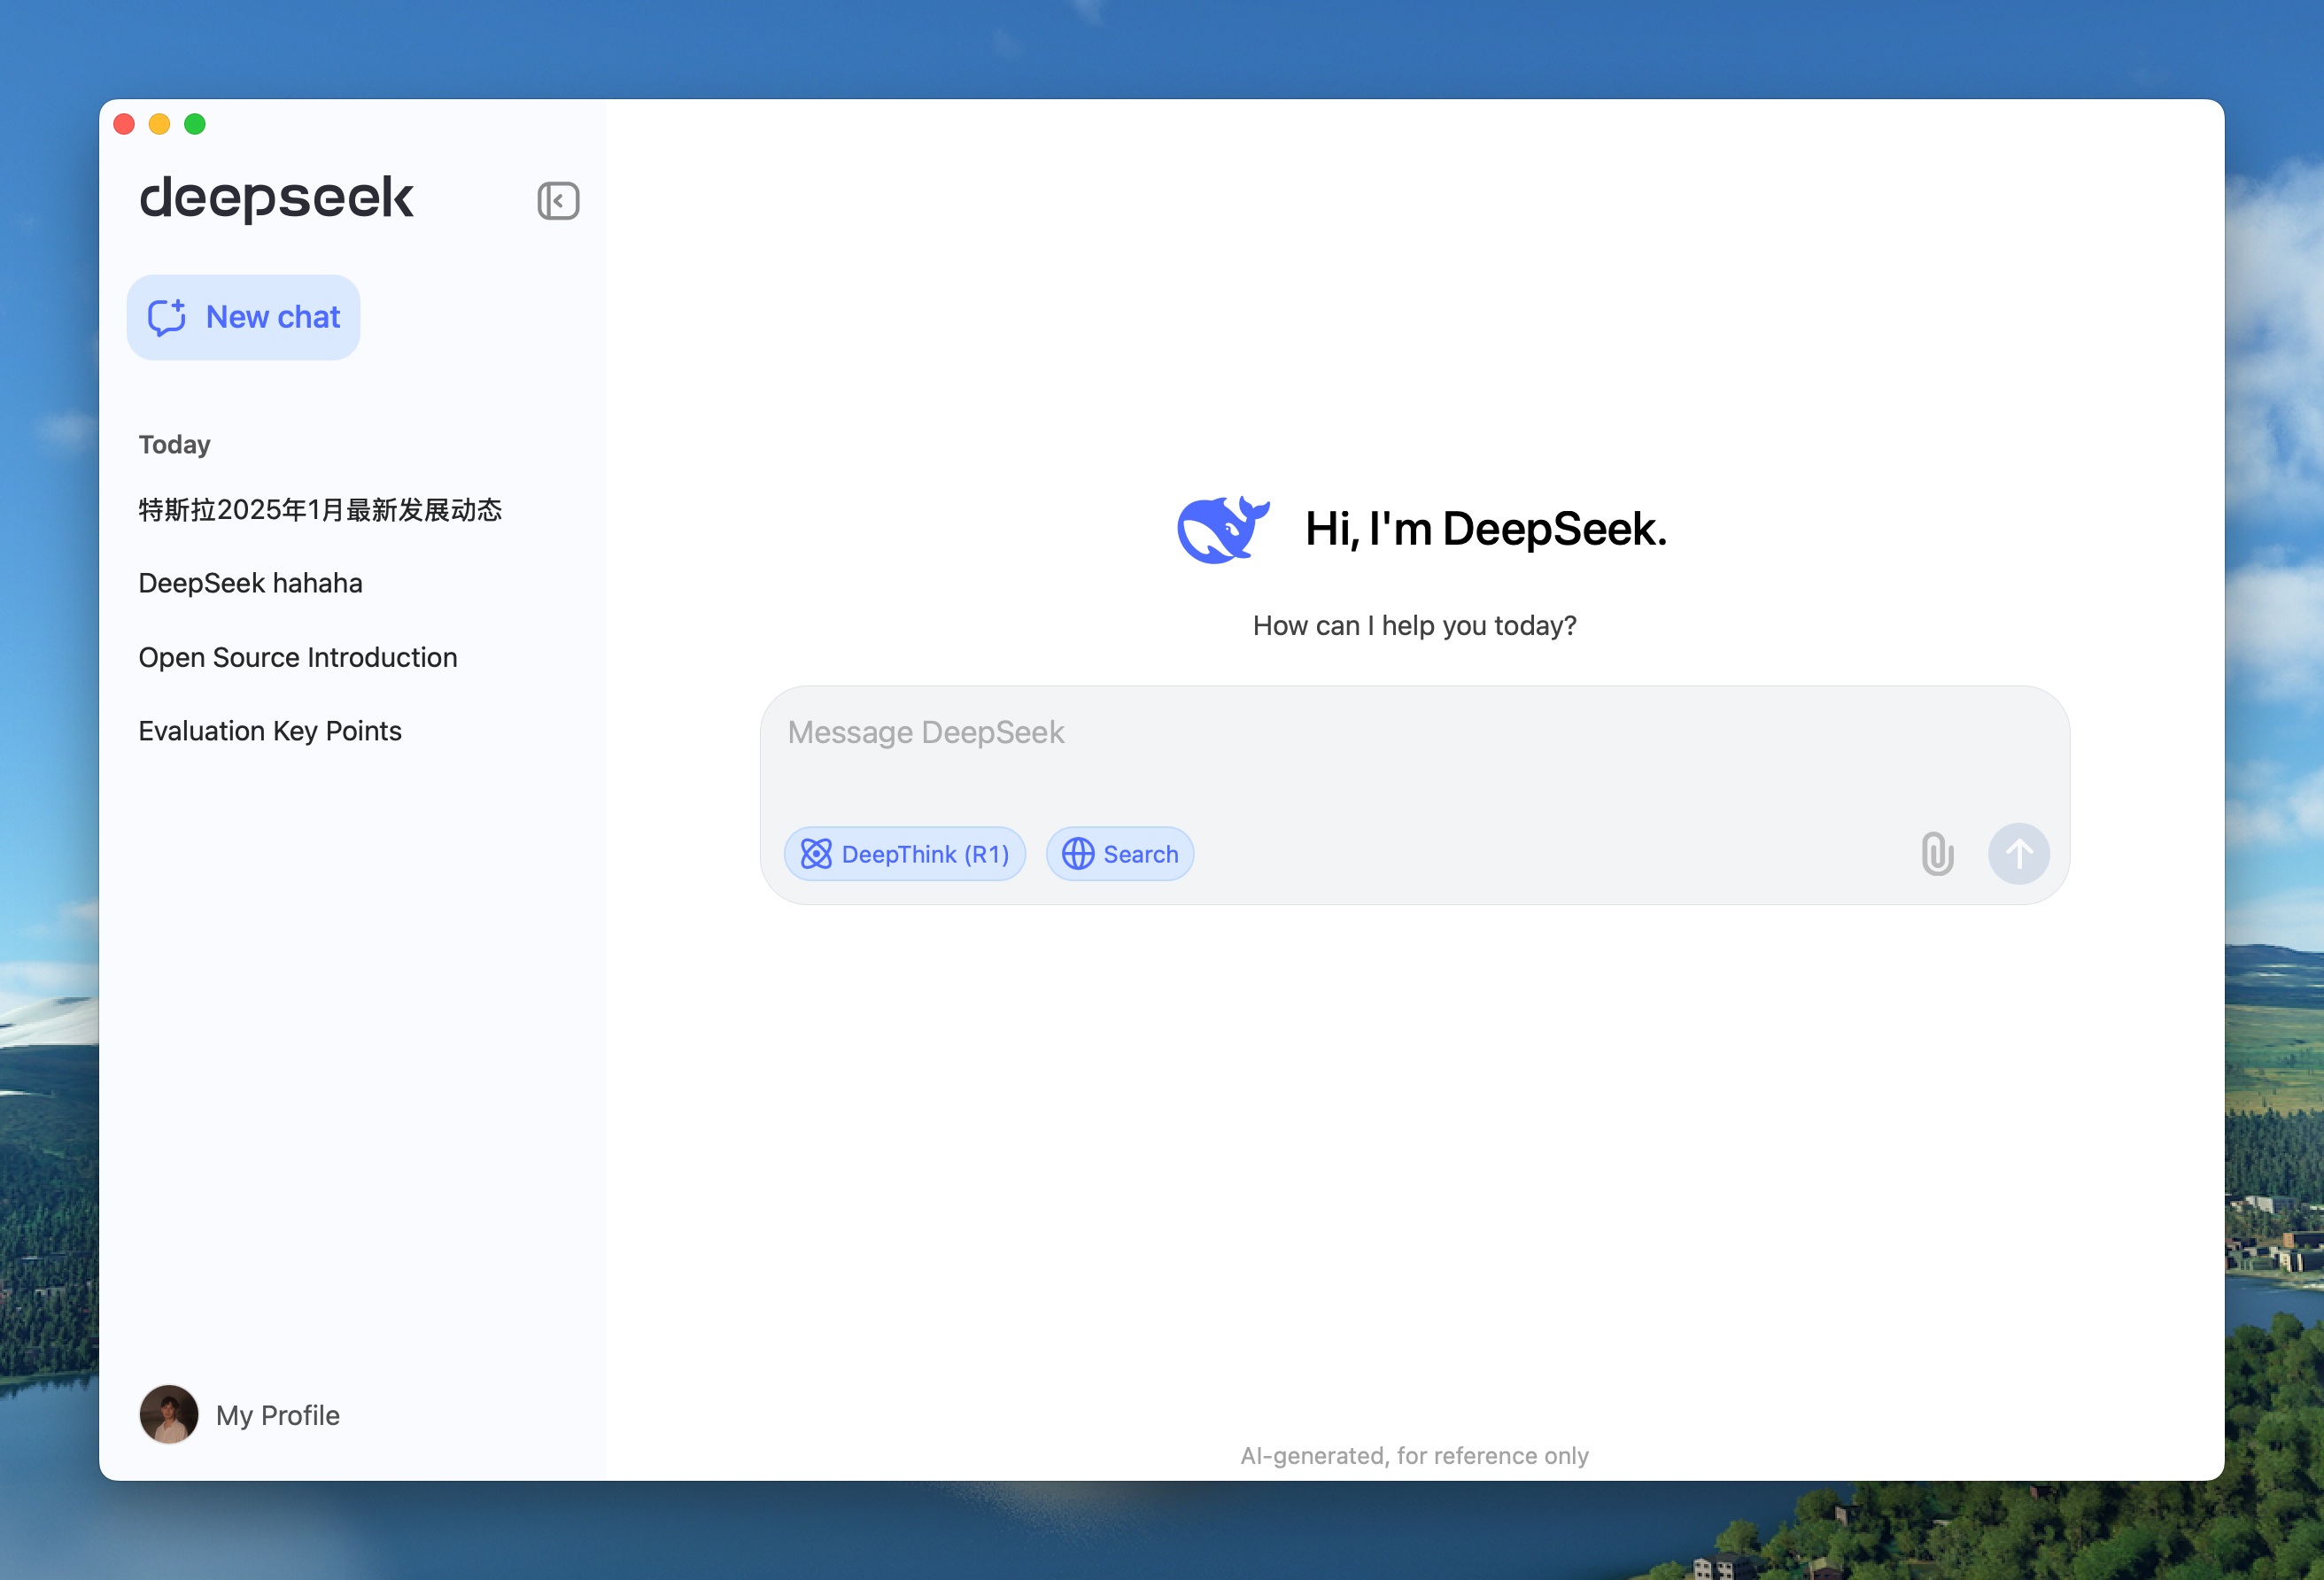 deepseek
New chat
Today
特斯拉2025年1月最新发展动态
DeepSeek hahaha
Open Source Introduction
Evaluation Key Points
My Profile
Hi, I'm DeepSeek.
How can I help you today?
Message DeepSeek
DeepThink (R1)
Search
AI-generated, for reference only